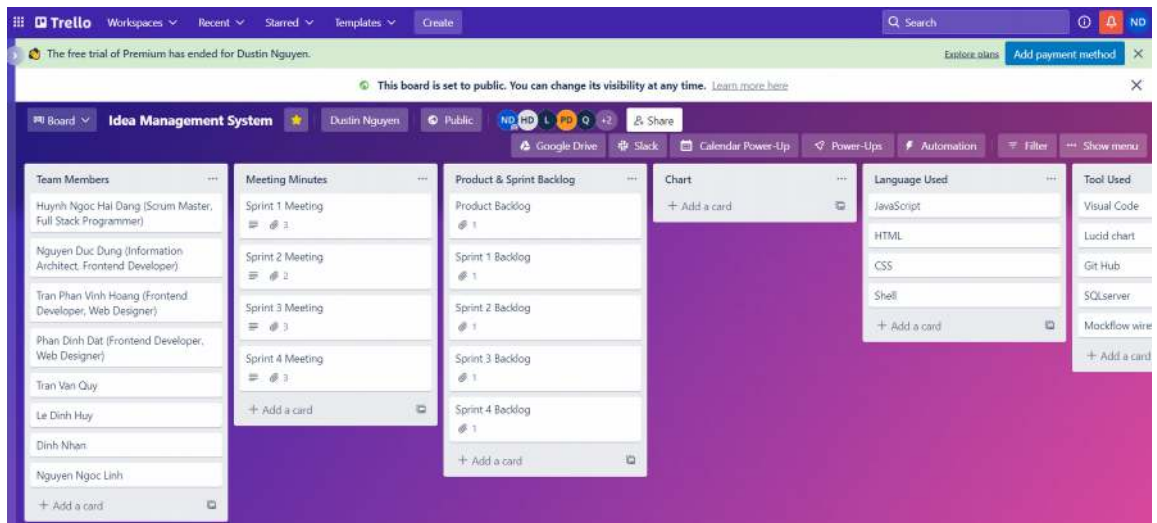 Trello Workspaces Recent Starred Templates Create Search ND
The free trial of Premium has ended for Dustin Nguyen. Explore plans Add payment method
This board is set to public. You can change its visibility at any time. Learn more here
Board Idea Management System Dustin Nguyen Public ND HD L PD Q +2 Share
Google Drive Slack Calendar Power-Up Power-Ups Automation Filter Show menu
Team Members
Huynh Ngoc Hai Dang (Scrum Master,
Full Stack Programmer)
Nguyen Duc Dung (Information
Architect, Frontend Developer)
Tran Phan Vinh Hoang (Frontend
Developer, Web Designer)
Phan Dinh Dat (Frontend Developer,
Web Designer)
Tran Van Quy
Le Dinh Huy
Dinh Nhan
Nguyen Ngoc Linh
+ Add a card
Meeting Minutes
Sprint 1 Meeting
3
Sprint 2 Meeting
2
Sprint 3 Meeting
3
Sprint 4 Meeting
3
+ Add a card
Product & Sprint Backlog
Product Backlog
1
Sprint 1 Backlog
1
Sprint 2 Backlog
1
Sprint 3 Backlog
1
Sprint 4 Backlog
1
+ Add a card
Chart
+ Add a card
Language Used
JavaScript
HTML
CSS
Shell
+ Add a card
Tool Used
Visual Code
Lucid chart
Git Hub
SQLserver
Mockflow wire
+ Add a card